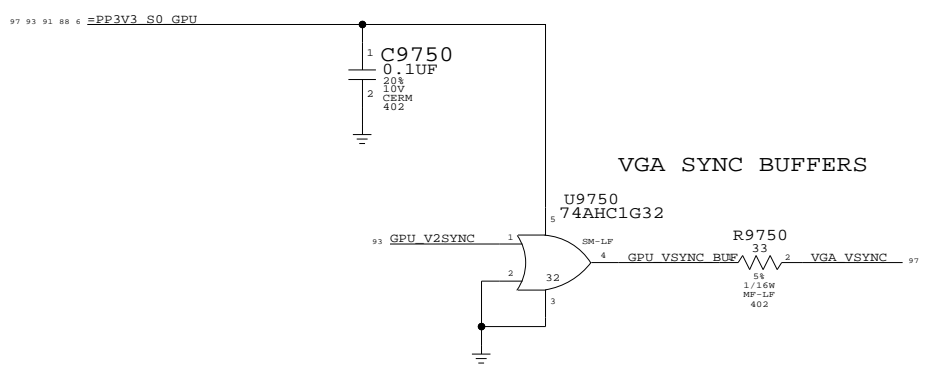 97 93 91 88 6 =PP3V3_S0_GPU
1
C9750
0.1UF
20%
10V
CERM
402
2
VGA SYNC BUFFERS
U9750
74AHC1G32
5
93 GPU_V2SYNC
1
SM-LF
4
2
32
3
GPU_VSYNC_BUF
R9750
33
2
5%
1/16W
MF-LF
402
VGA_VSYNC
97